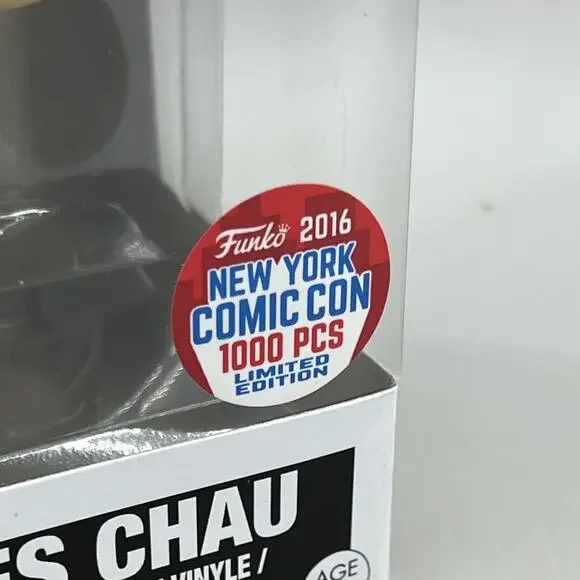 Funko 2016
NEW YORK
COMIC CON
1000 PCS
LIMITED
EDITION
ES CHAU
VINYLE /
AGE